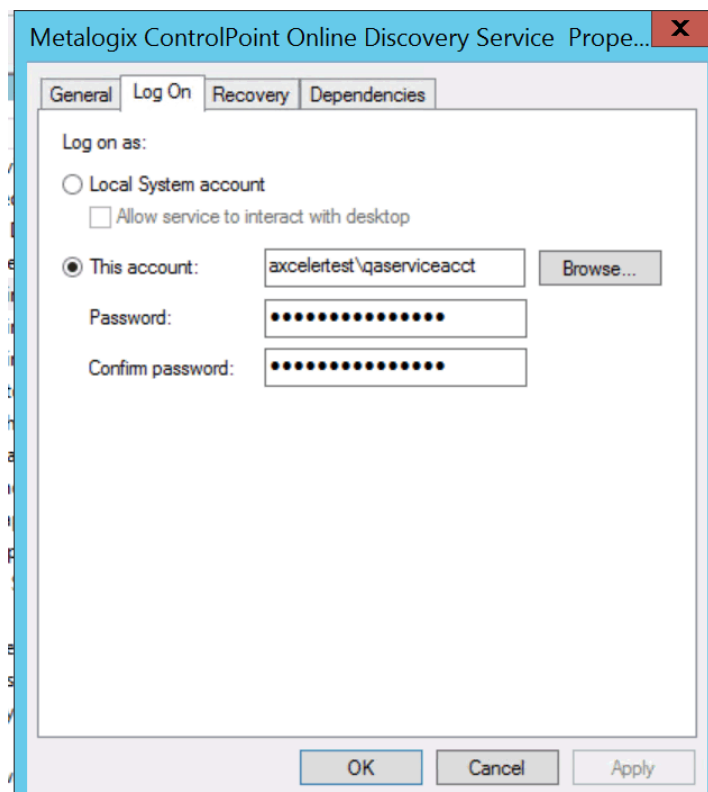 Metalogix ControlPoint Online Discovery Service Prope...
X
General Log On Recovery Dependencies
Log on as:
Local System account
Allow service to interact with desktop
This account: axcelertest\qaserviceacct Browse...
Password: •••••••••••••••
Confirm password: •••••••••••••••
OK Cancel Apply